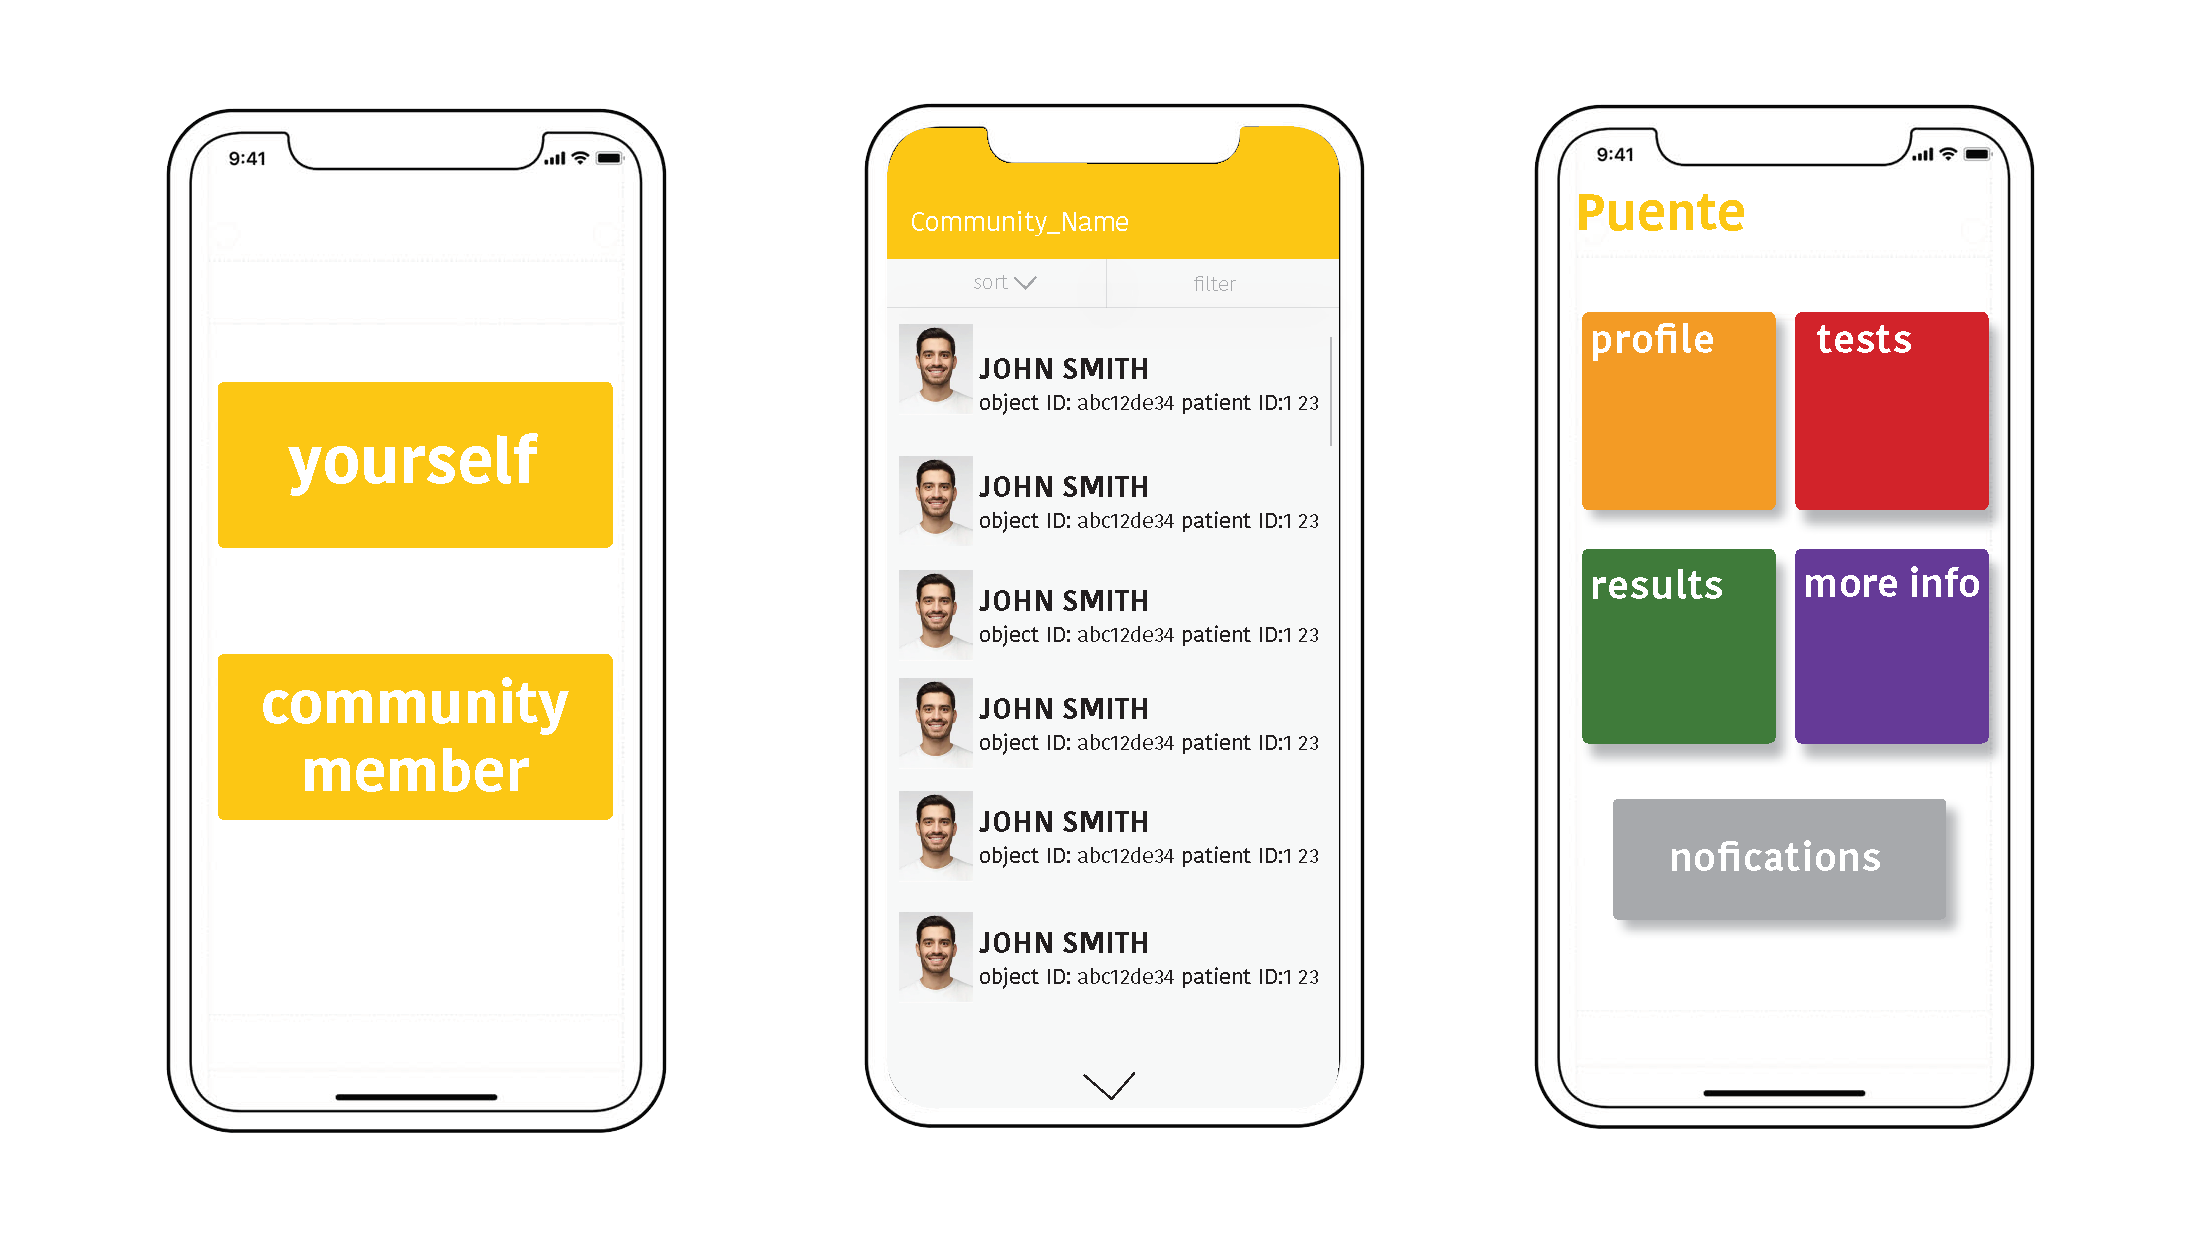 9:41
yourself
community
member
Community_Name
sort filter
JOHN SMITH
object ID: abc12de34 patient ID:1 23
JOHN SMITH
object ID: abc12de34 patient ID:1 23
JOHN SMITH
object ID: abc12de34 patient ID:1 23
JOHN SMITH
object ID: abc12de34 patient ID:1 23
JOHN SMITH
object ID: abc12de34 patient ID:1 23
JOHN SMITH
object ID: abc12de34 patient ID:1 23
9:41
Puente
profile tests
results more info
nofications